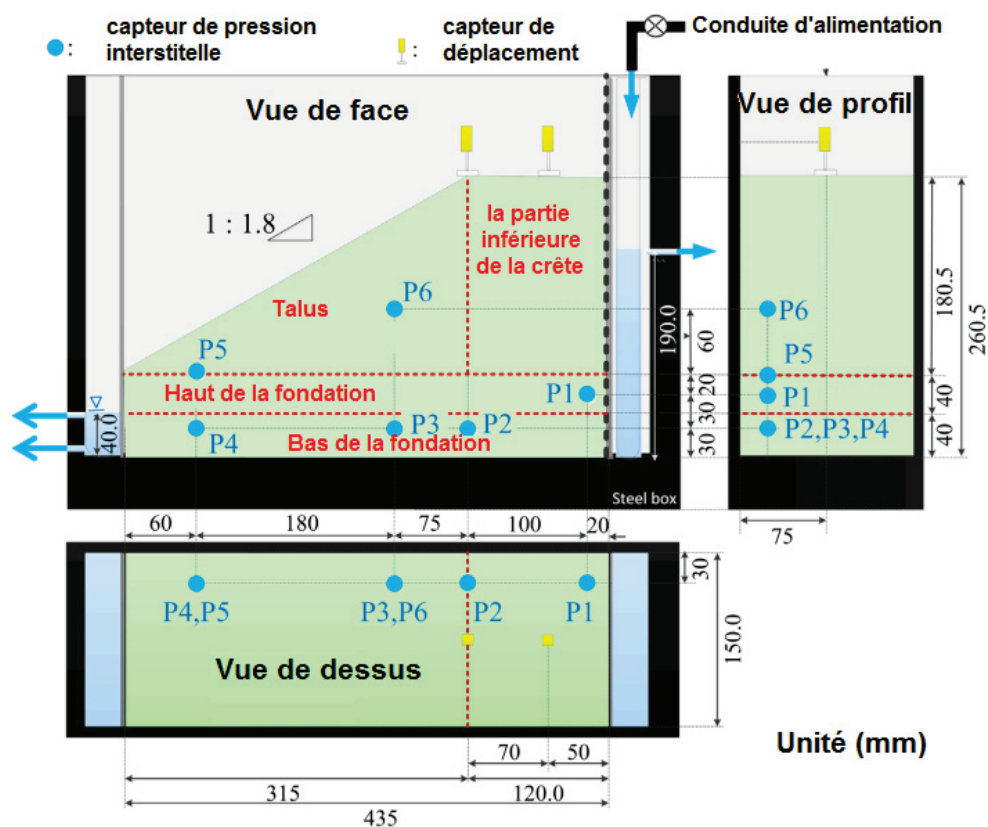 capteur de pression
interstitelle
:
capteur de
déplacement
:
Conduite d'alimentation
Vue de face
Vue de profil
1 : 1.8
la partie
inférieure
de la crête
Talus
P6
P5
Haut de la fondation
P1
P4
P3
P2
Bas de la fondation
40.0
190.0
60
20
30
30
Steel box
P6
P5
P1
P2,P3,P4
180.5
260.5
40
40
75
60
180
75
100
20
P4,P5
P3,P6
P2
P1
30
150.0
Vue de dessus
70
50
315
120.0
435
Unité (mm)